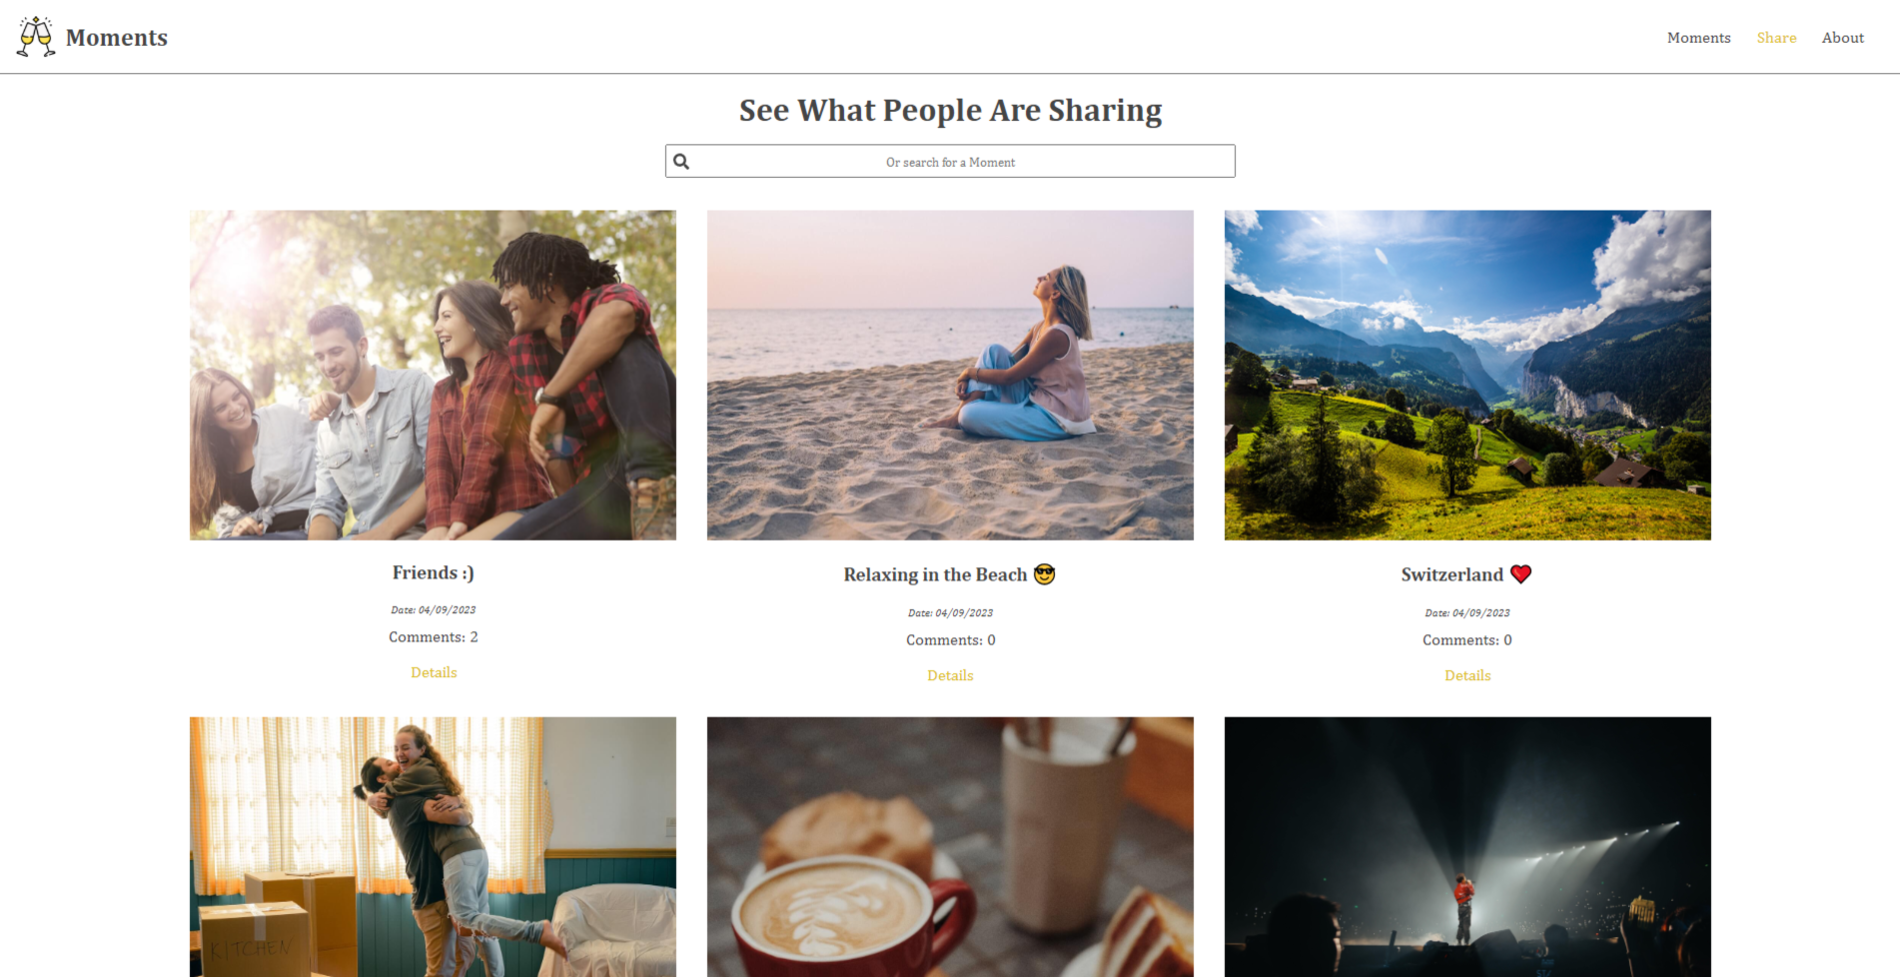 Moments
Moments Share About
See What People Are Sharing
Or search for a Moment
Friends :)
Date: 04/09/2023
Comments: 2
Details
Relaxing in the Beach 😎
Date: 04/09/2023
Comments: 0
Details
Switzerland ❤️
Date: 04/09/2023
Comments: 0
Details
KITCHEN